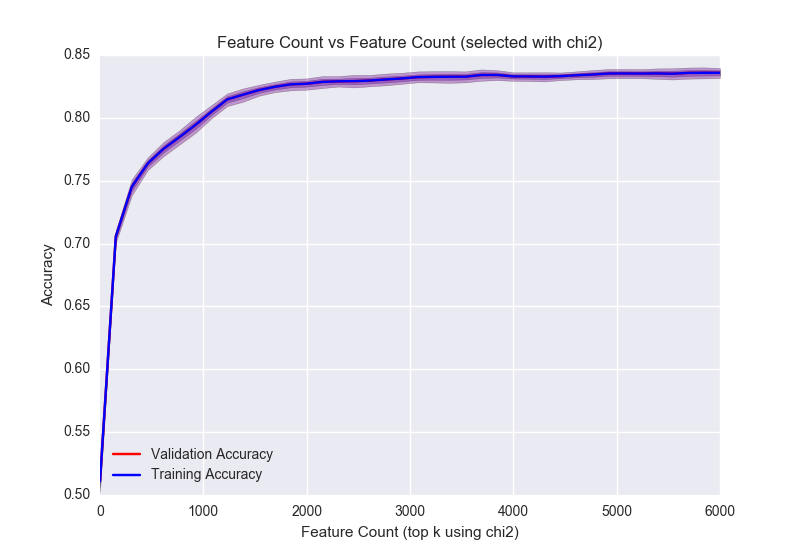 Feature Count vs Feature Count (selected with chi2)
0.85
0.80
0.75
0.70
0.65
0.60
0.55
0.50
Accuracy
Validation Accuracy
Training Accuracy
0 1000 2000 3000 4000 5000 6000
Feature Count (top k using chi2)